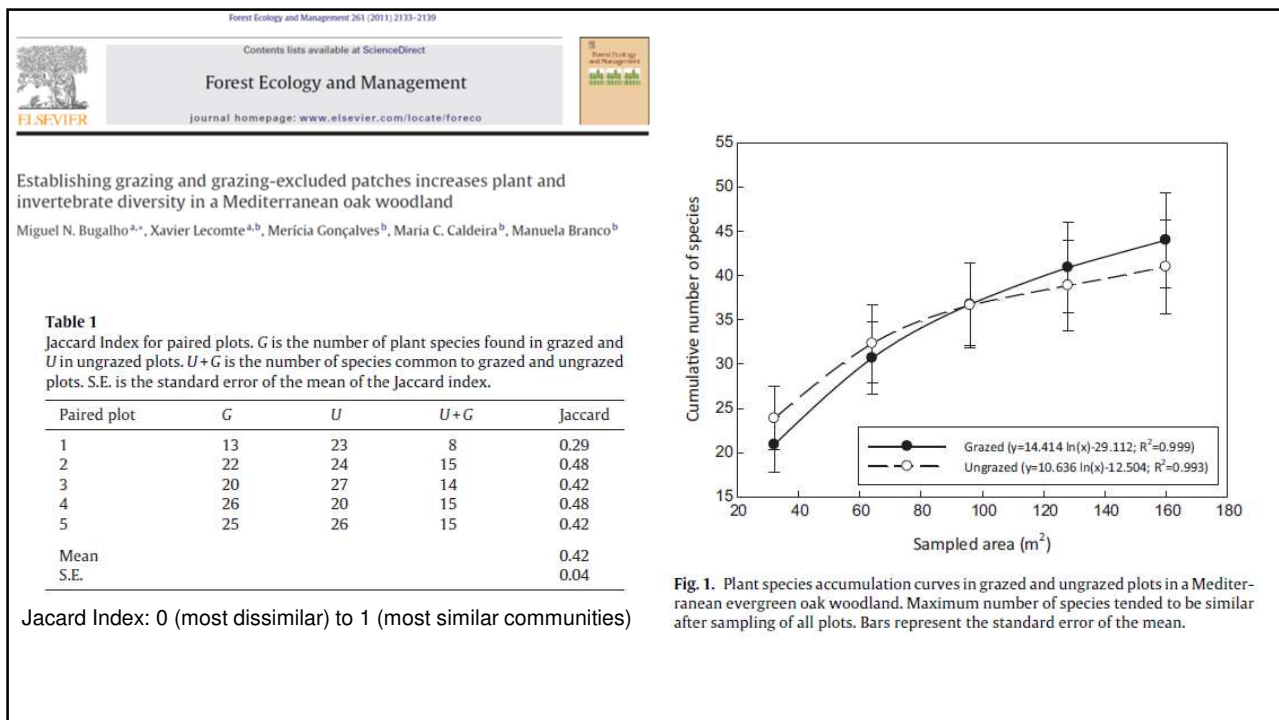 Forest Ecology and Management 261 (2011) 2133–2139
Contents lists available at ScienceDirect
Forest Ecology and Management
journal homepage: www.elsevier.com/locate/foreco
ELSEVIER
Forest Ecology
and Management
Establishing grazing and grazing-excluded patches increases plant and
invertebrate diversity in a Mediterranean oak woodland
Miguel N. Bugalho a,*, Xavier Lecomte a,b, Merícia Gonçalves b, Maria C. Caldeira b, Manuela Branco b
Table 1
Jaccard Index for paired plots. G is the number of plant species found in grazed and
U in ungrazed plots. U + G is the number of species common to grazed and ungrazed
plots. S.E. is the standard error of the mean of the Jaccard index.
Paired plot G U U + G Jaccard
1 13 23 8 0.29
2 22 24 15 0.48
3 20 27 14 0.42
4 26 20 15 0.48
5 25 26 15 0.42
Mean 0.42
S.E. 0.04
Jacard Index: 0 (most dissimilar) to 1 (most similar communities)
55
50
45
40
35
30
25
20
15
Cumulative number of species
Grazed (y=14.414 ln(x)-29.112; R²=0.999)
Ungrazed (y=10.636 ln(x)-12.504; R²=0.993)
20 40 60 80 100 120 140 160 180
Sampled area (m²)
Fig. 1. Plant species accumulation curves in grazed and ungrazed plots in a Mediter-
ranean evergreen oak woodland. Maximum number of species tended to be similar
after sampling of all plots. Bars represent the standard error of the mean.